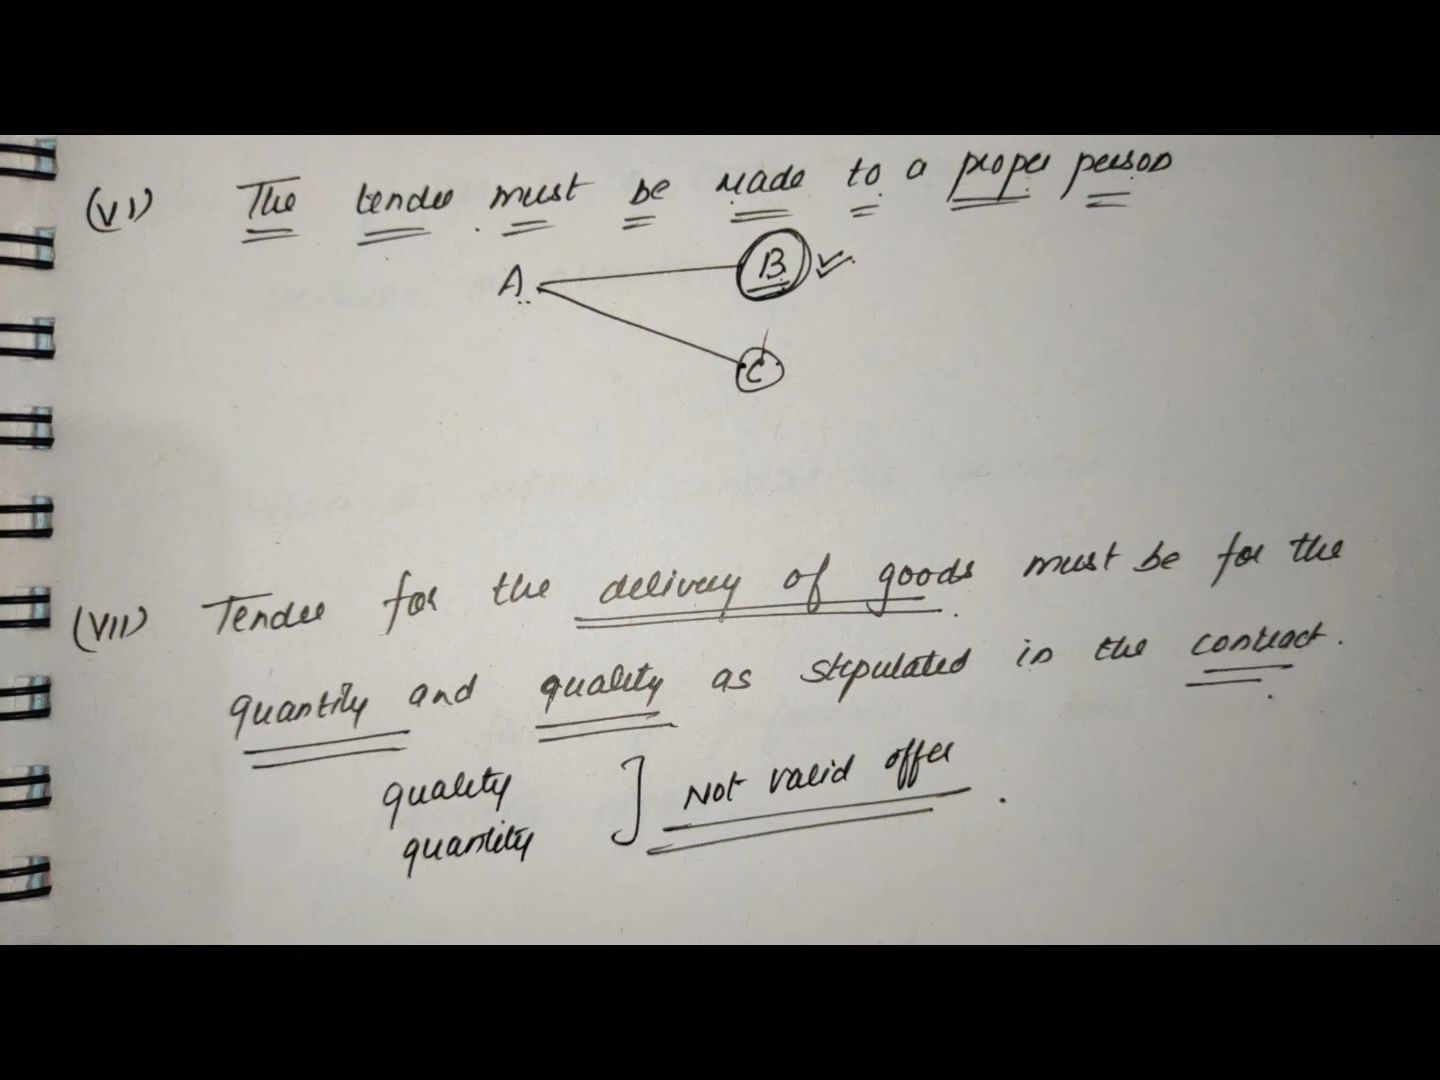 (VI) The tender must be made to a proper person
A B
C
(VII) Tender for the delivery of goods must be for the
quantity and quality as stipulated in the contract.
quality ] Not valid offer.
quantity